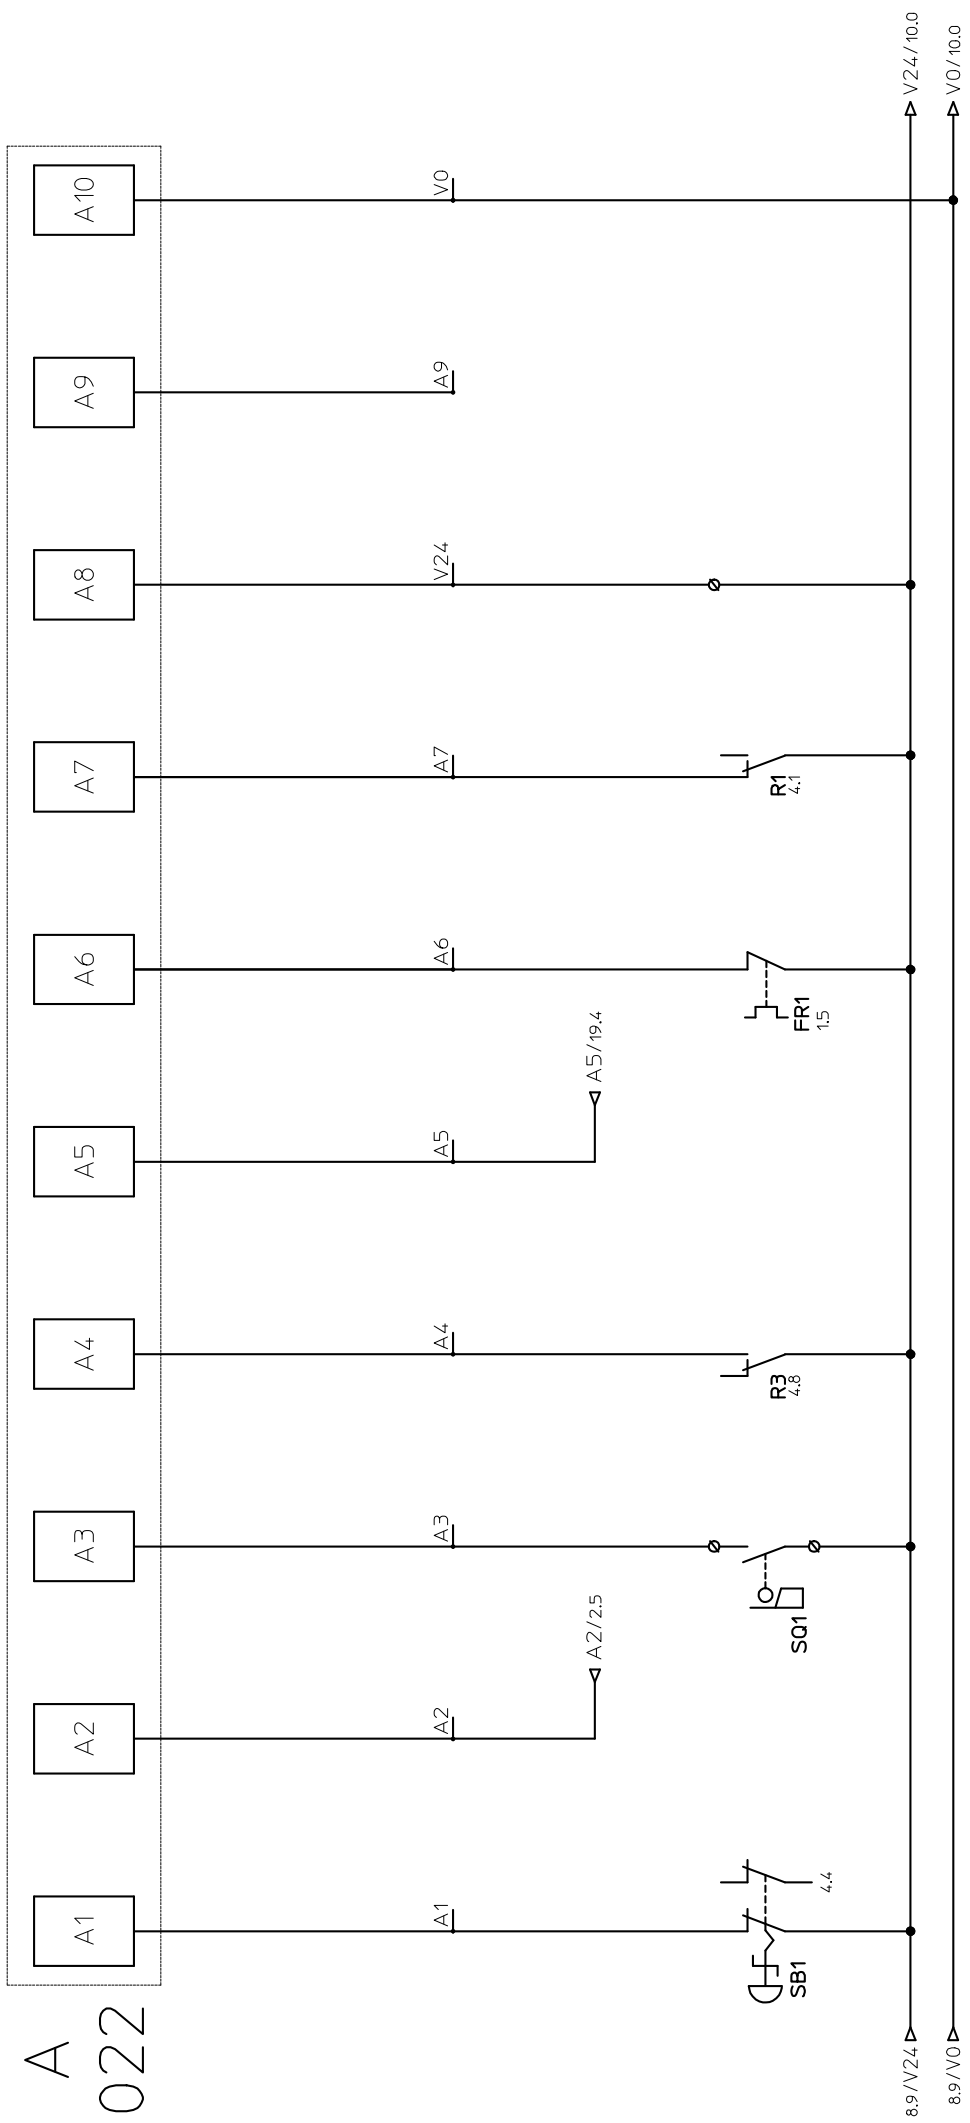 A
022
A1
A2
A3
A4
A5
A6
A7
A8
A9
A10
A1
A2
A3
A4
A5
A6
A7
V24
A9
V0
A2/2.5
A5/19.4
SB1
4.4
SQ1
R3
4.8
FR1
1.5
R1
4.1
8.9/V24
V24/10.0
8.9/V0
V0/10.0